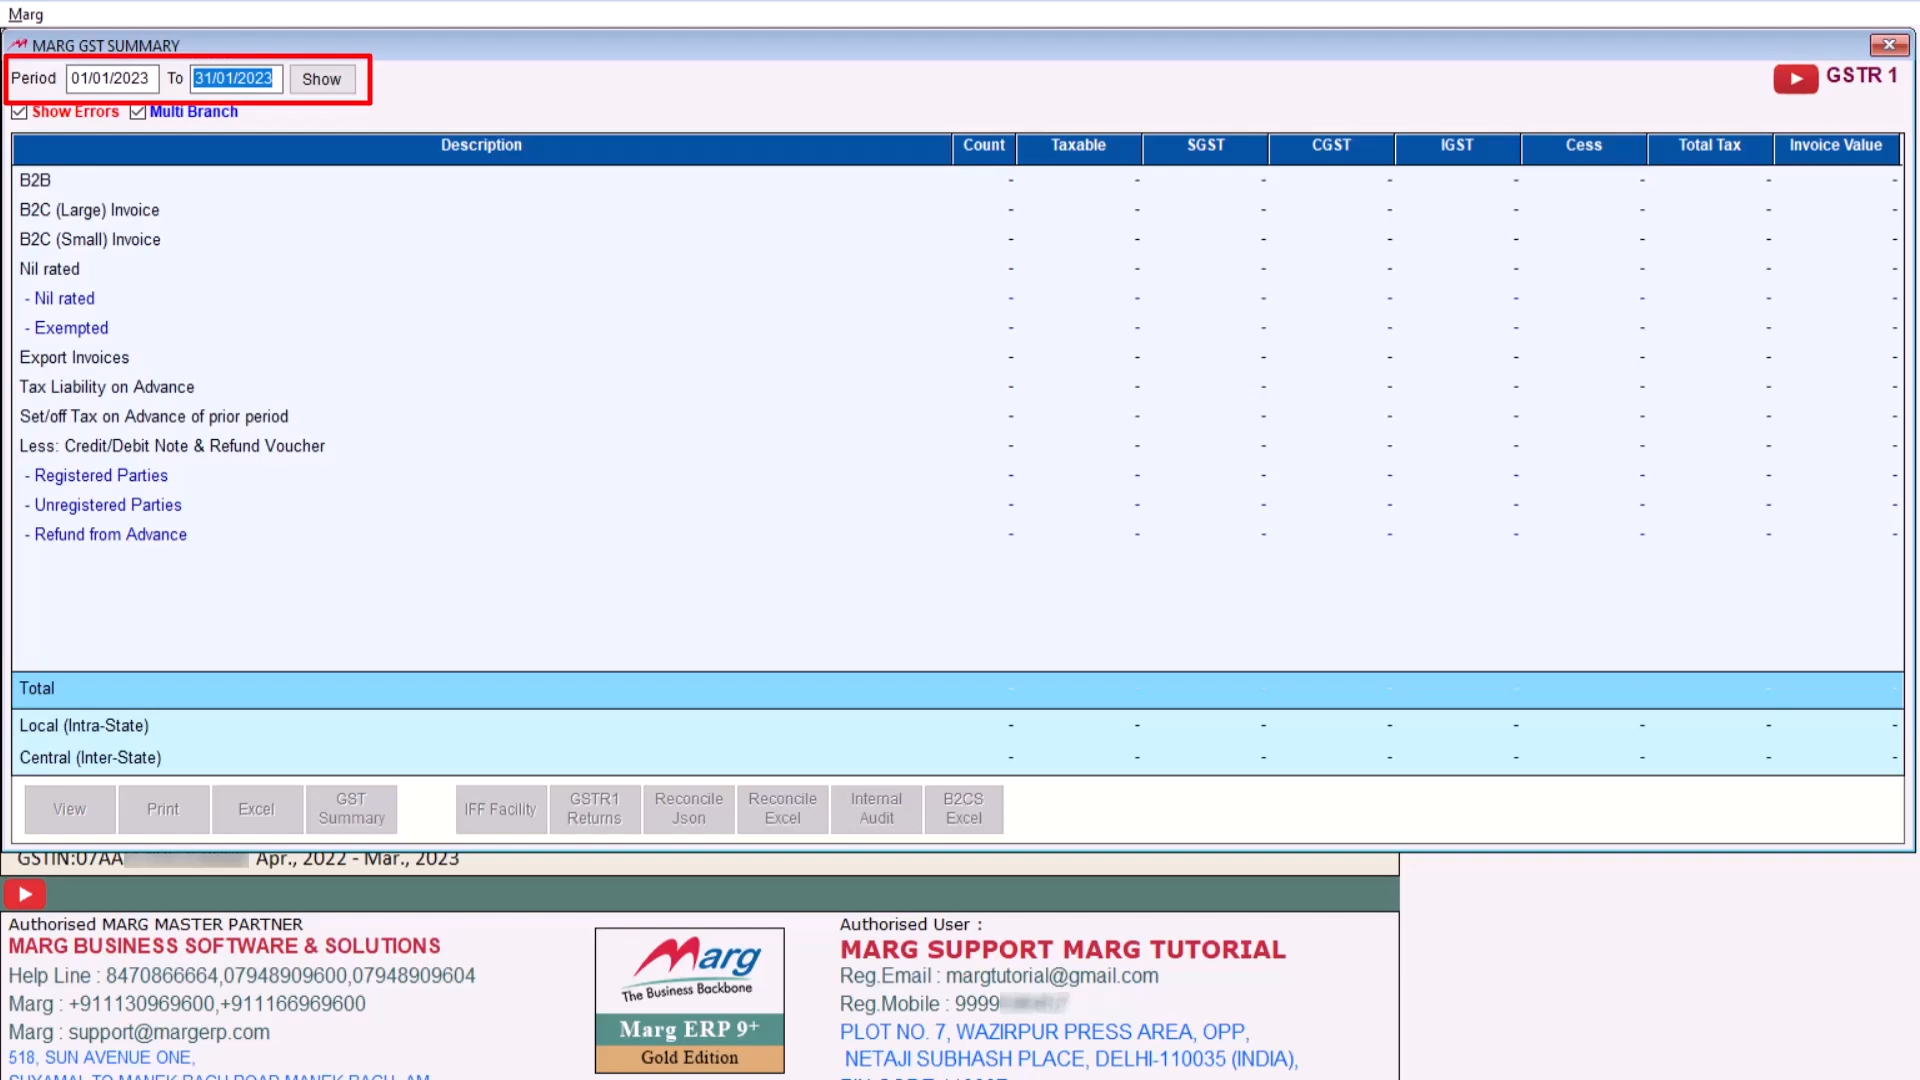 Marg
MARG GST SUMMARY
Period 01/01/2023 To 31/01/2023 Show
GSTR 1
Show Errors Multi Branch
Description Count Taxable SGST CGST IGST Cess Total Tax Invoice Value
B2B - - - - - - - -
B2C (Large) Invoice - - - - - - - -
B2C (Small) Invoice - - - - - - - -
Nil rated - - - - - - - -
- Nil rated - - - - - - - -
- Exempted - - - - - - - -
Export Invoices - - - - - - - -
Tax Liability on Advance - - - - - - - -
Set/off Tax on Advance of prior period - - - - - - - -
Less: Credit/Debit Note & Refund Voucher - - - - - - - -
- Registered Parties - - - - - - - -
- Unregistered Parties - - - - - - - -
- Refund from Advance - - - - - - - -
Total - - - - - - - -
Local (Intra-State) - - - - - - - -
Central (Inter-State) - - - - - - - -
View Print Excel GST Summary IFF Facility GSTR1 Returns Reconcile Json Reconcile Excel Internal Audit B2CS Excel
GSTIN:07AA Apr., 2022 - Mar., 2023
Authorised MARG MASTER PARTNER
MARG BUSINESS SOFTWARE & SOLUTIONS
Help Line : 8470866664,07948909600,07948909604
Marg : +911130969600,+911166969600
Marg : support@margerp.com
518, SUN AVENUE ONE,
Marg
The Business Backbone
Marg ERP 9+
Gold Edition
Authorised User :
MARG SUPPORT MARG TUTORIAL
Reg.Email : margtutorial@gmail.com
Reg.Mobile : 9999
PLOT NO. 7, WAZIRPUR PRESS AREA, OPP,
NETAJI SUBHASH PLACE, DELHI-110035 (INDIA),